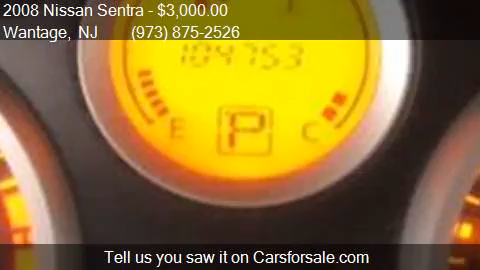 2008 Nissan Sentra - $3,000.00
Wantage, NJ (973) 875-2526
104753
E P C
Tell us you saw it on Carsforsale.com